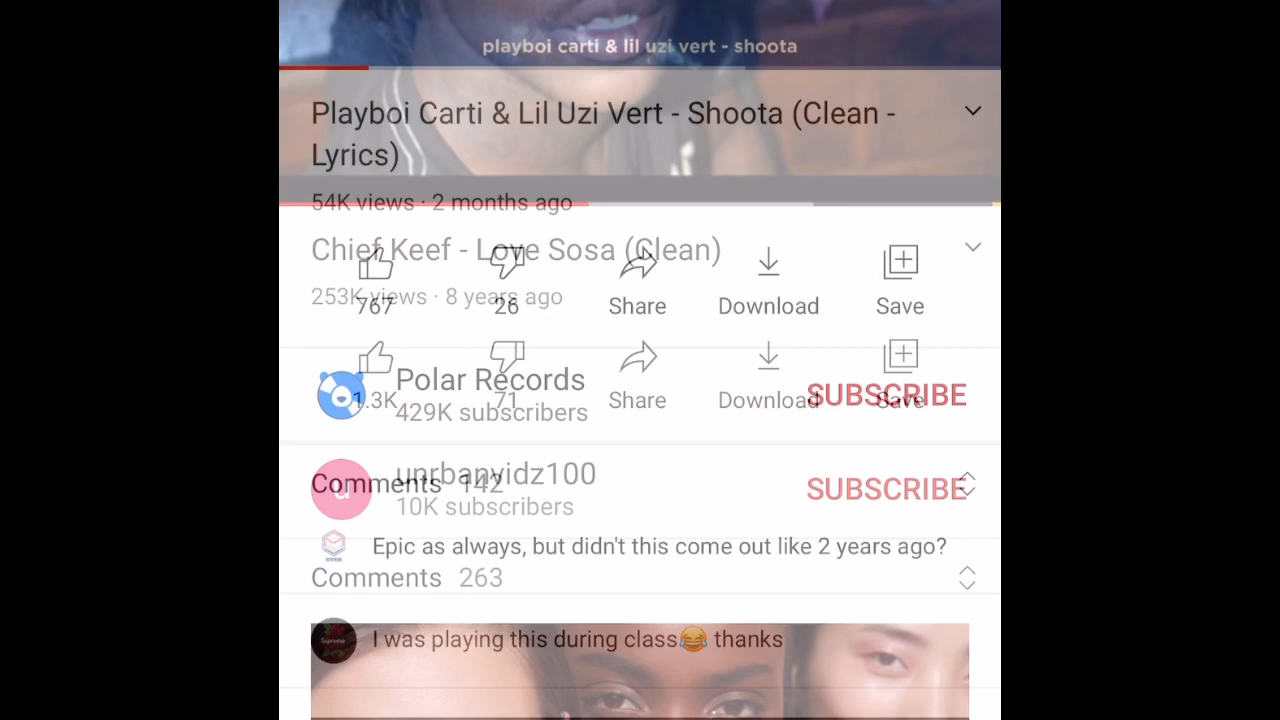 playboi carti & lil uzi vert - shoota
Playboi Carti & Lil Uzi Vert - Shoota (Clean -
Lyrics)
54K views · 2 months ago
Chief Keef - Love Sosa (Clean)
253K views · 8 years ago
767 26 Share Download Save
1.3K 71 Share Download Save
Polar Records
429K subscribers
SUBSCRIBE
unrbanvidz100
10K subscribers
SUBSCRIBE
Comments 142
Epic as always, but didn't this come out like 2 years ago?
Comments 263
Supreme
I was playing this during class😂 thanks